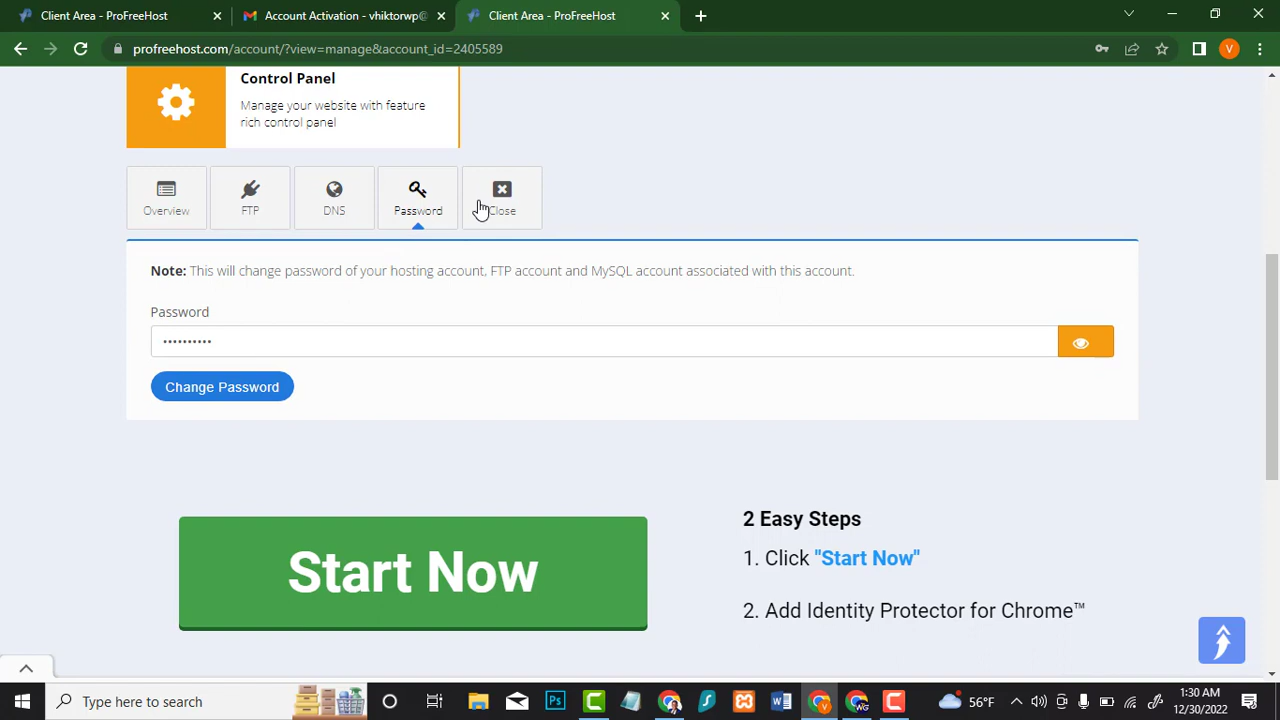 Client Area - ProFreeHost
Account Activation - vhiktorwp@
Client Area - ProFreeHost
profreehost.com/account/?view=manage&account_id=2405589
V
Control Panel
Manage your website with feature
rich control panel
Overview
FTP
DNS
Password
Close
Note: This will change password of your hosting account, FTP account and MySQL account associated with this account.
Password
••••••••••
Change Password
Start Now
2 Easy Steps
1. Click "Start Now"
2. Add Identity Protector for Chrome™
Type here to search
Ps
56°F
1:30 AM
12/30/2022